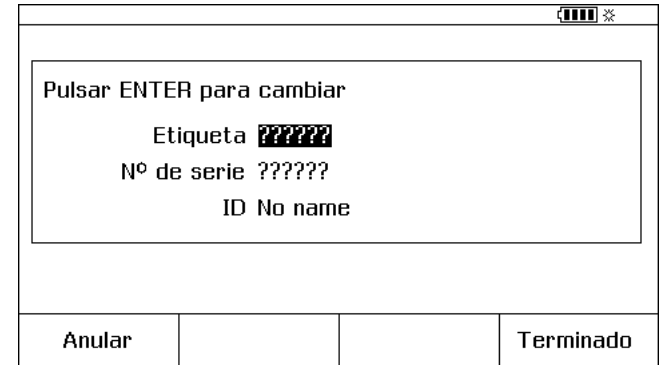 Pulsar ENTER para cambiar
Etiqueta ??????
Nº de serie ??????
ID No name
Anular
Terminado